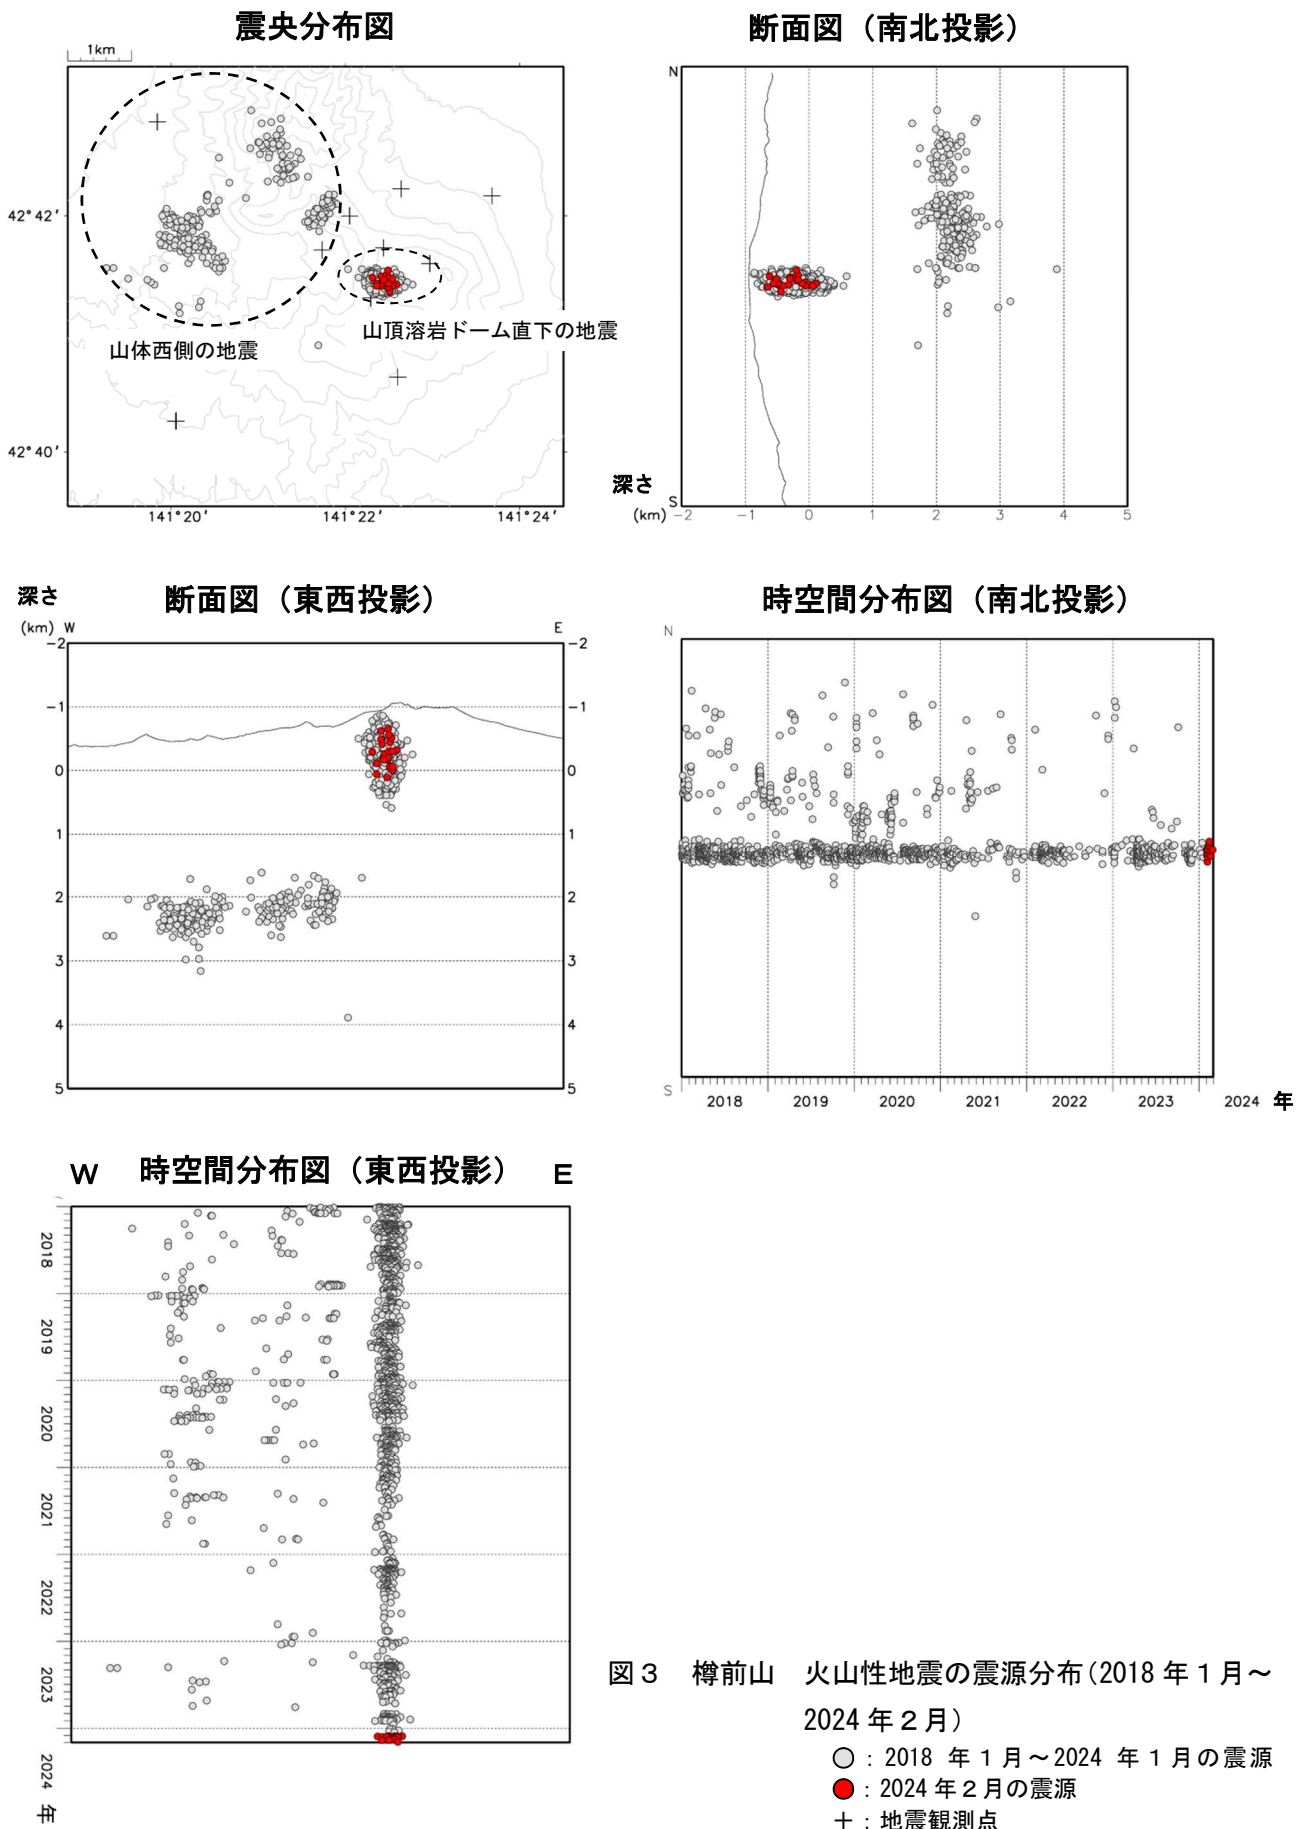 震央分布図
1km
42°42′
42°40′
141°20′
141°22′
141°24′
山体西側の地震
山頂溶岩ドーム直下の地震
断面図（南北投影）
N
S
深さ
(km)
-2
-1
0
1
2
3
4
5
断面図（東西投影）
深さ
(km)
W
E
-2
-1
0
1
2
3
4
5
-2
-1
0
1
2
3
4
5
時空間分布図（南北投影）
N
S
2018
2019
2020
2021
2022
2023
2024
年
W 時空間分布図（東西投影） E
2018
2019
2020
2021
2022
2023
2024
年
図３ 樽前山 火山性地震の震源分布（2018 年１月～
2024 年２月）
○：2018 年１月～2024 年１月の震源
●：2024 年２月の震源
＋：地震観測点